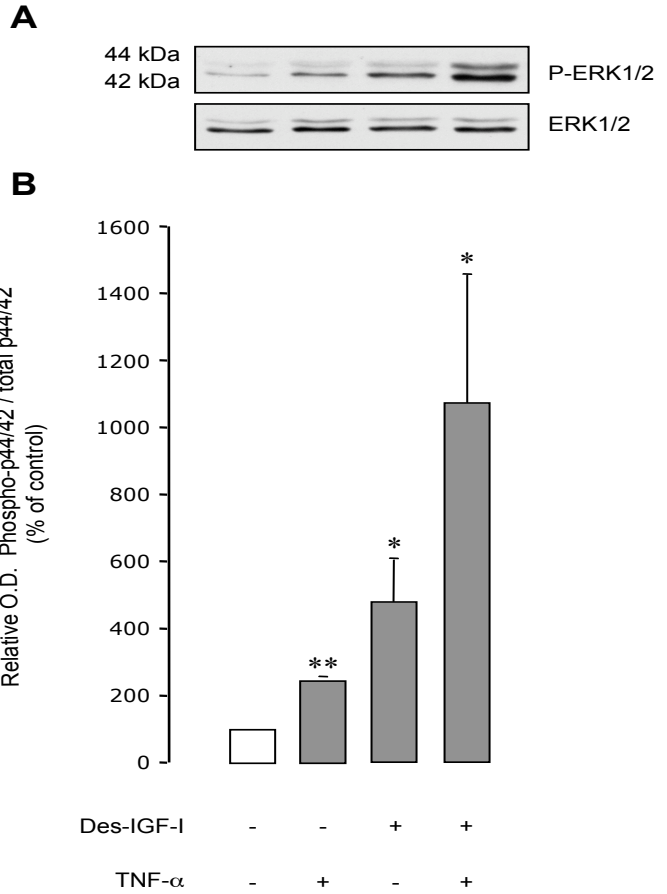 A
44 kDa
42 kDa
P-ERK1/2
ERK1/2
B
Relative O.D. Phospho-p44/42 / total p44/42
(% of control)
1600
1400
1200
1000
800
600
400
200
0
**
*
*
Des-IGF-I - - + +
TNF-α - + - +